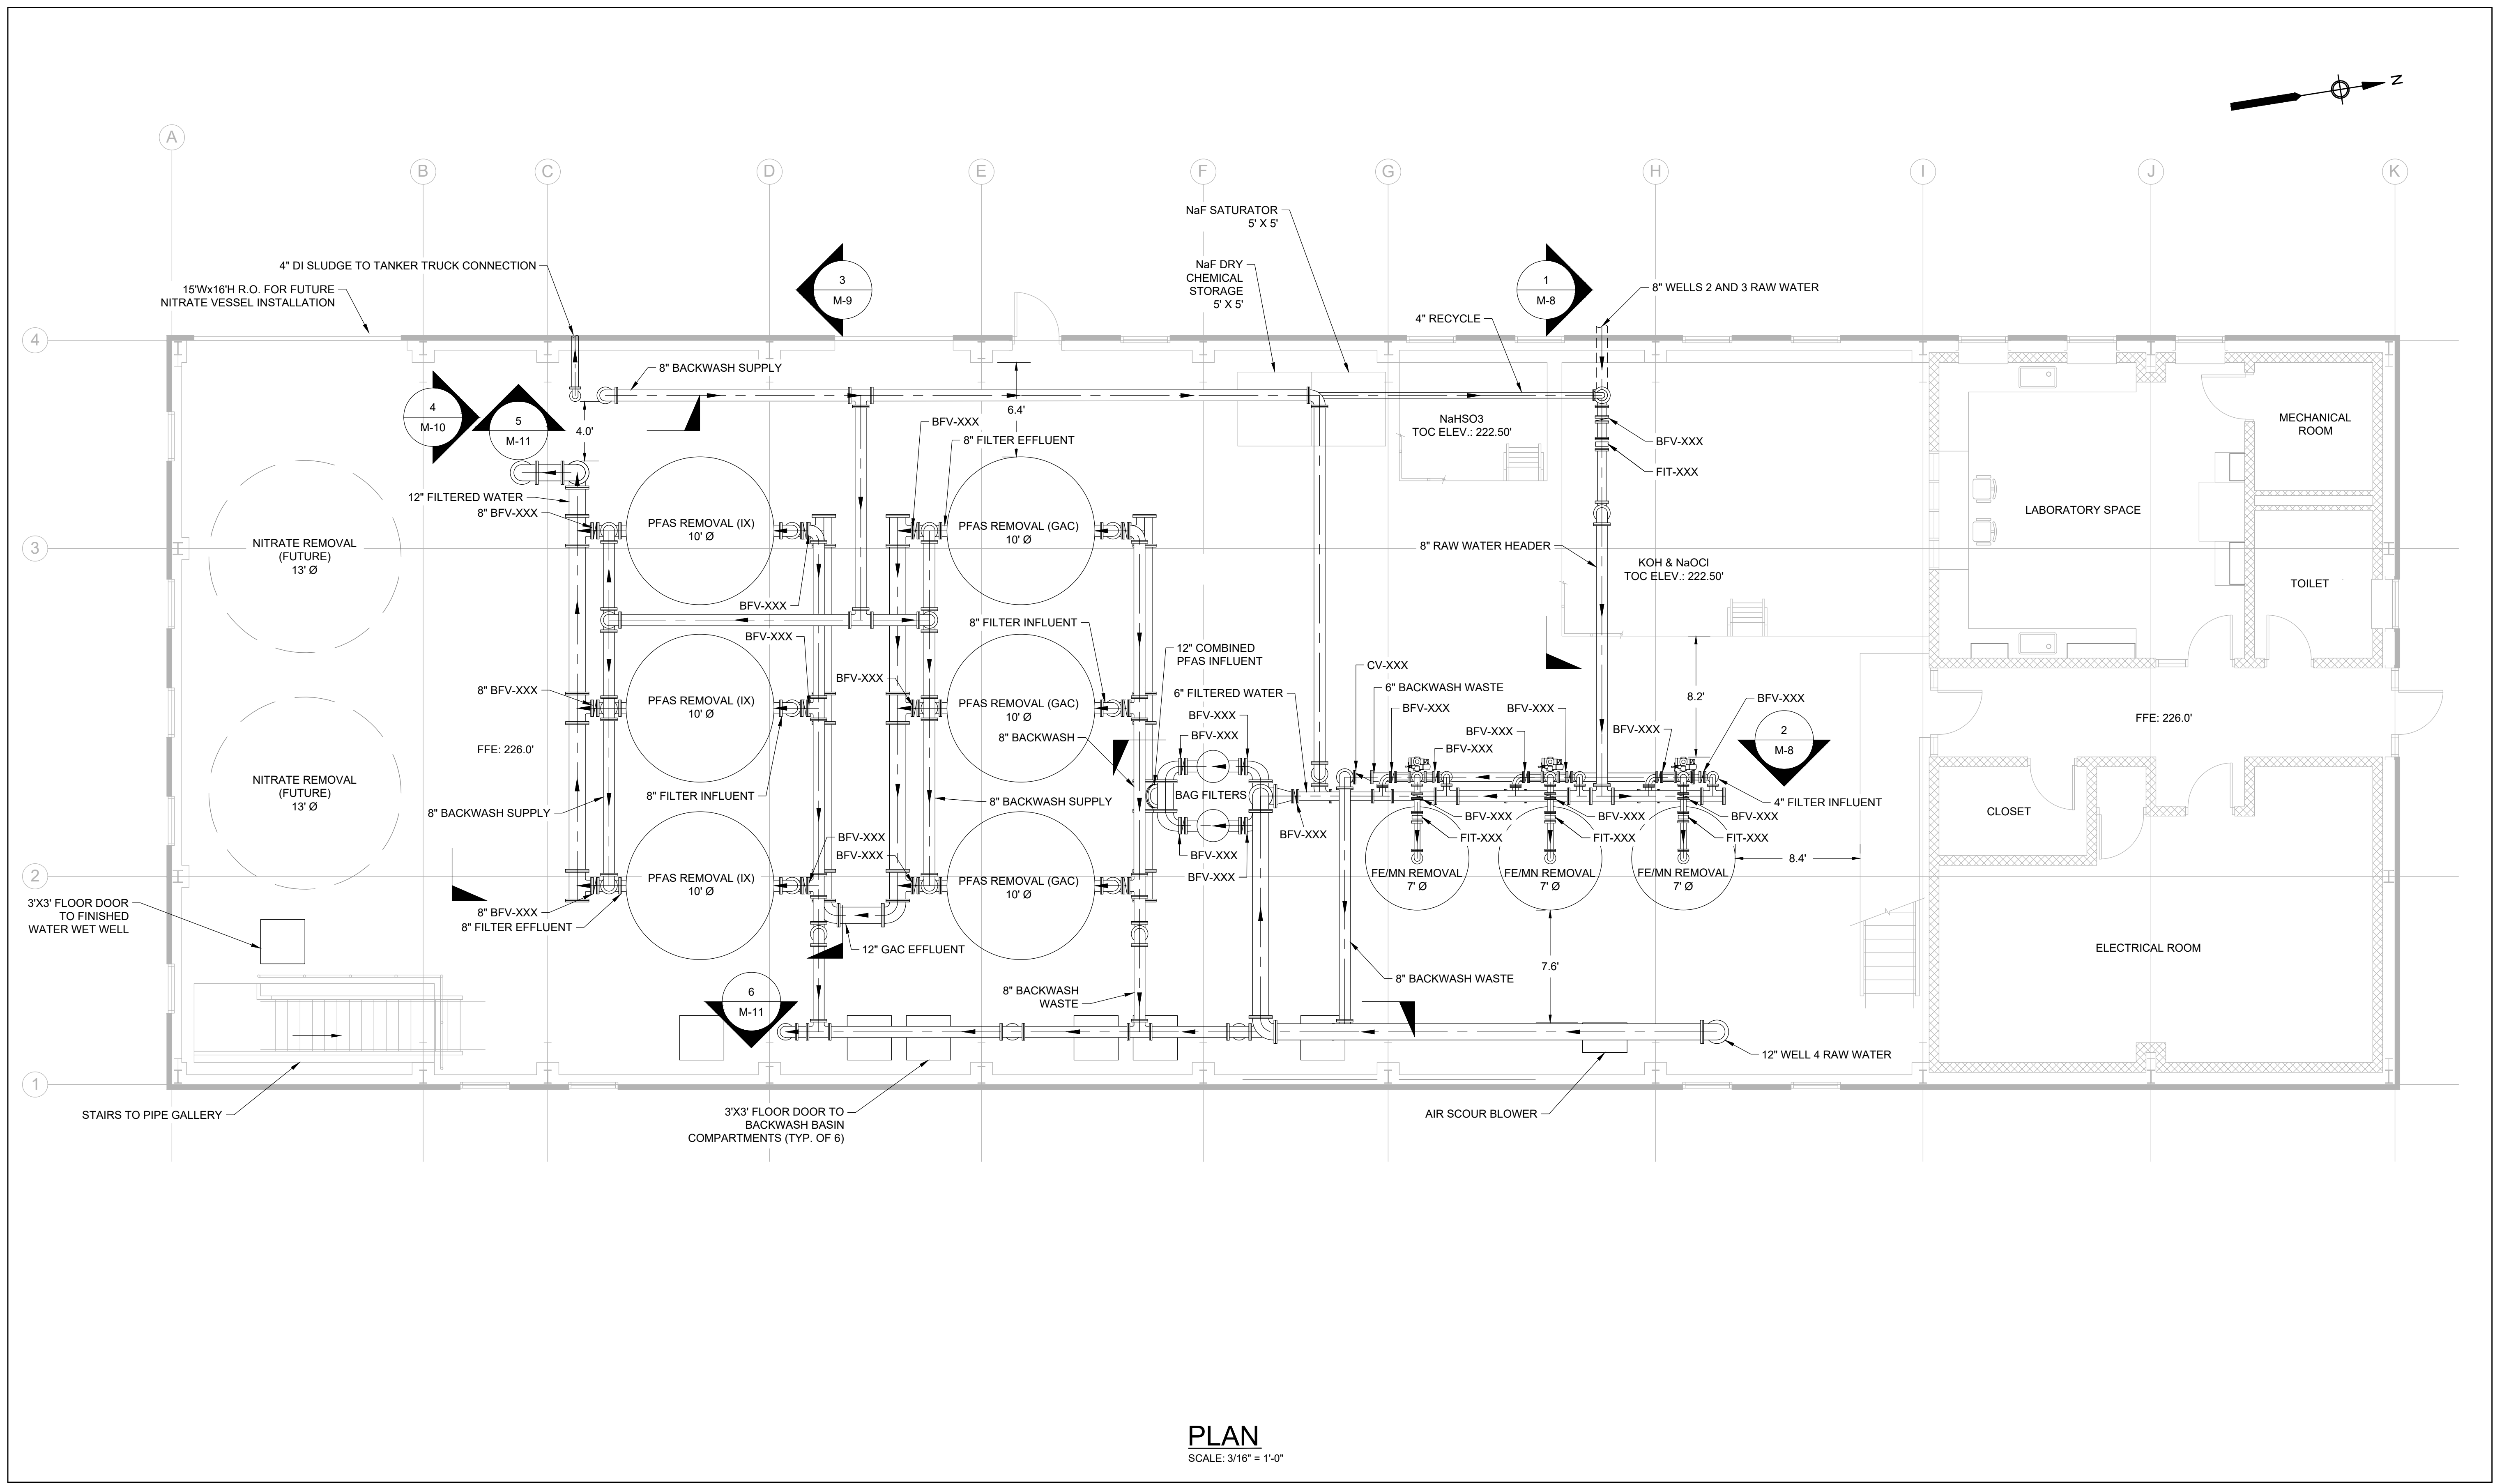 N
A
B
C
D
E
F
G
H
I
J
K
4
3
2
1
NaF SATURATOR
5' X 5'
NaF DRY
CHEMICAL
STORAGE
5' X 5'
4" DI SLUDGE TO TANKER TRUCK CONNECTION
15'Wx16'H R.O. FOR FUTURE
NITRATE VESSEL INSTALLATION
3
M-9
1
M-8
8" WELLS 2 AND 3 RAW WATER
4" RECYCLE
8" BACKWASH SUPPLY
4
M-10
5
M-11
4.0'
6.4'
BFV-XXX
8" FILTER EFFLUENT
NaHSO3
TOC ELEV.: 222.50'
BFV-XXX
FIT-XXX
MECHANICAL
ROOM
12" FILTERED WATER
8" BFV-XXX
PFAS REMOVAL (IX)
10' Ø
PFAS REMOVAL (GAC)
10' Ø
LABORATORY SPACE
NITRATE REMOVAL
(FUTURE)
13' Ø
8" RAW WATER HEADER
KOH & NaOCl
TOC ELEV.: 222.50'
TOILET
BFV-XXX
BFV-XXX
8" FILTER INFLUENT
12" COMBINED
PFAS INFLUENT
CV-XXX
BFV-XXX
8" BFV-XXX
PFAS REMOVAL (IX)
10' Ø
PFAS REMOVAL (GAC)
10' Ø
6" FILTERED WATER
6" BACKWASH WASTE
8.2'
BFV-XXX
BFV-XXX
BFV-XXX
BFV-XXX
FFE: 226.0'
2
M-8
BFV-XXX
BFV-XXX
BFV-XXX
BFV-XXX
8" BACKWASH
FFE: 226.0'
NITRATE REMOVAL
(FUTURE)
13' Ø
8" FILTER INFLUENT
8" BACKWASH SUPPLY
8" BACKWASH SUPPLY
BAG FILTERS
4" FILTER INFLUENT
CLOSET
BFV-XXX
BFV-XXX
BFV-XXX
BFV-XXX
BFV-XXX
FIT-XXX
FIT-XXX
FIT-XXX
BFV-XXX
BFV-XXX
BFV-XXX
BFV-XXX
8.4'
PFAS REMOVAL (IX)
10' Ø
PFAS REMOVAL (GAC)
10' Ø
FE/MN REMOVAL
7' Ø
FE/MN REMOVAL
7' Ø
FE/MN REMOVAL
7' Ø
3'X3' FLOOR DOOR
TO FINISHED
WATER WET WELL
8" BFV-XXX
8" FILTER EFFLUENT
12" GAC EFFLUENT
ELECTRICAL ROOM
7.6'
8" BACKWASH WASTE
8" BACKWASH
WASTE
6
M-11
12" WELL 4 RAW WATER
STAIRS TO PIPE GALLERY
3'X3' FLOOR DOOR TO
BACKWASH BASIN
COMPARTMENTS (TYP. OF 6)
AIR SCOUR BLOWER
PLAN
SCALE: 3/16" = 1'-0"